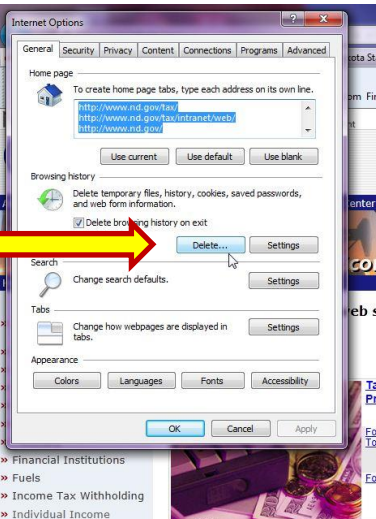 Internet Options
General Security Privacy Content Connections Programs Advanced
Home page
To create home page tabs, type each address on its own line.
http://www.nd.gov/tax/
http://www.nd.gov/tax/intranet/web/
http://www.nd.gov/
Use current Use default Use blank
Browsing history
Delete temporary files, history, cookies, saved passwords,
and web form information.
Delete browsing history on exit
Delete... Settings
Search
Change search defaults.
Settings
Tabs
Change how webpages are displayed in
tabs.
Settings
Appearance
Colors Languages Fonts Accessibility
OK Cancel Apply
» Financial Institutions
» Fuels
» Income Tax Withholding
» Individual Income